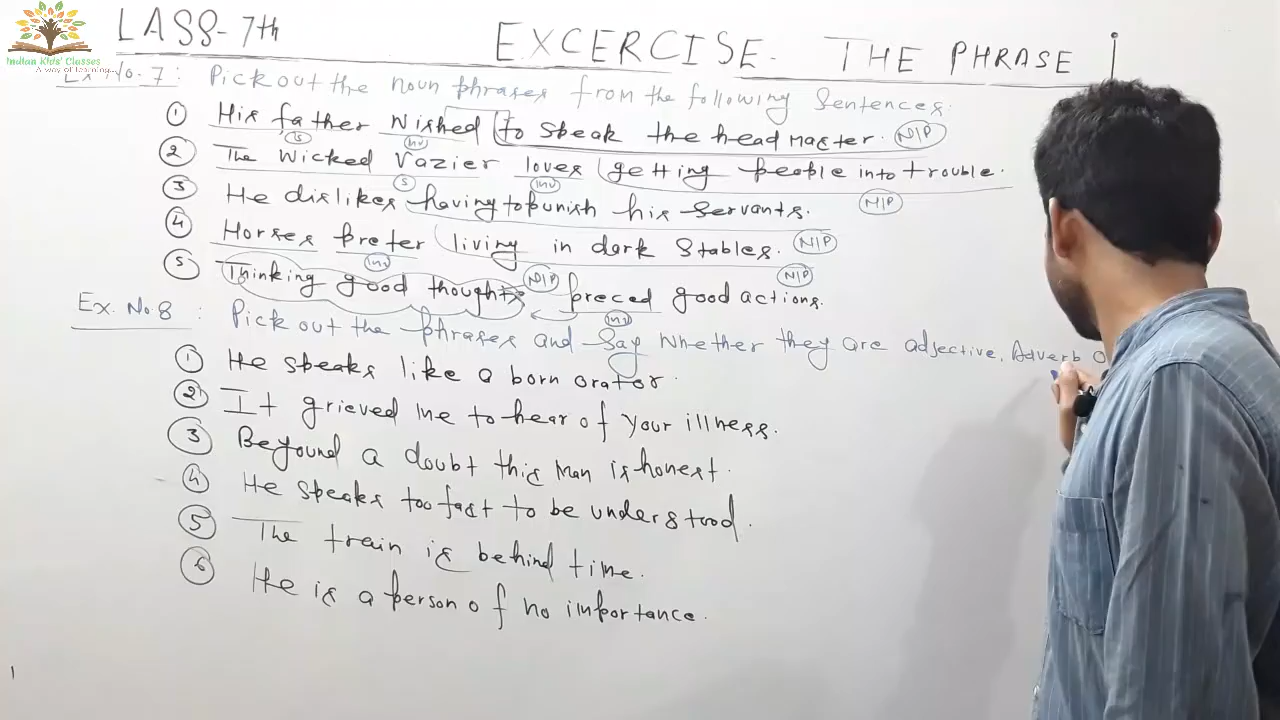 LASS-7th
EXCERCISE. THE PHRASE
Indian Kids' Classes
A way of learning...
Ex. No. 7 : Pick out the noun phrases from the following Sentences.
① His father wished to speak the head master. N/P
② The wicked vazier loves getting people into trouble.
③ He dislikes having to punish his servants. N/P
④ Horses prefer living in dark stables. N/P
⑤ Thinking good thoughts N/P preced good actions. N/P
Ex. No. 8 : Pick out the phrases and Say whether they are adjective, Adverb o
① He speaks like a born orator.
② It grieved me to hear of your illness.
③ Beyound a doubt this man is honest.
④ He speaks too fast to be understood.
⑤ The train is behind time.
⑥ He is a person of no importance.